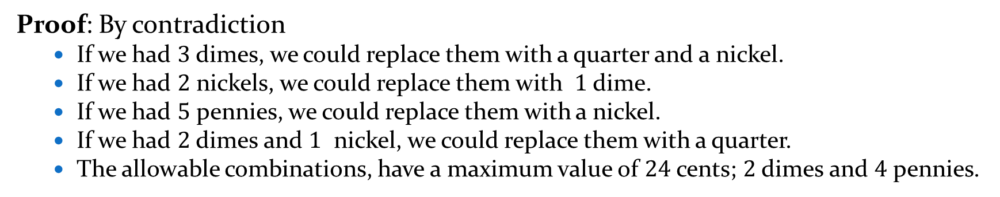 Proof: By contradiction
• If we had 3 dimes, we could replace them with a quarter and a nickel.
• If we had 2 nickels, we could replace them with 1 dime.
• If we had 5 pennies, we could replace them with a nickel.
• If we had 2 dimes and 1 nickel, we could replace them with a quarter.
• The allowable combinations, have a maximum value of 24 cents; 2 dimes and 4 pennies.